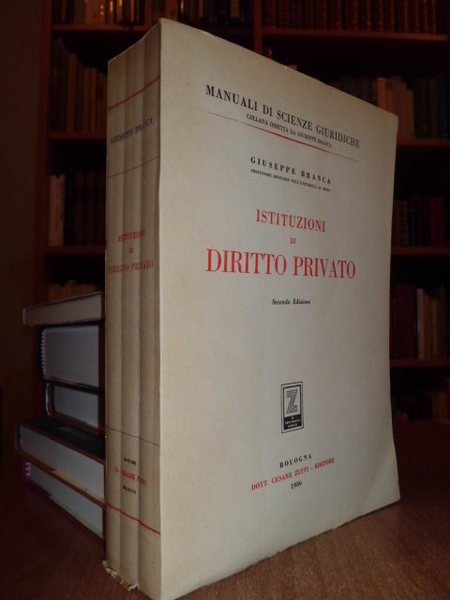 MANUALI DI SCIENZE GIURIDICHE
COLLANA DIRETTA DA GIUSEPPE BRANCA
GIUSEPPE BRANCA
ISTITUZIONI
DI
DIRITTO PRIVATO
Seconda Edizione
Z
BOLOGNA
DOTT. CESARE ZUFFI - EDITORE
1956
GIUSEPPE BRANCA
ISTITUZIONI
DI
DIRITTO PRIVATO